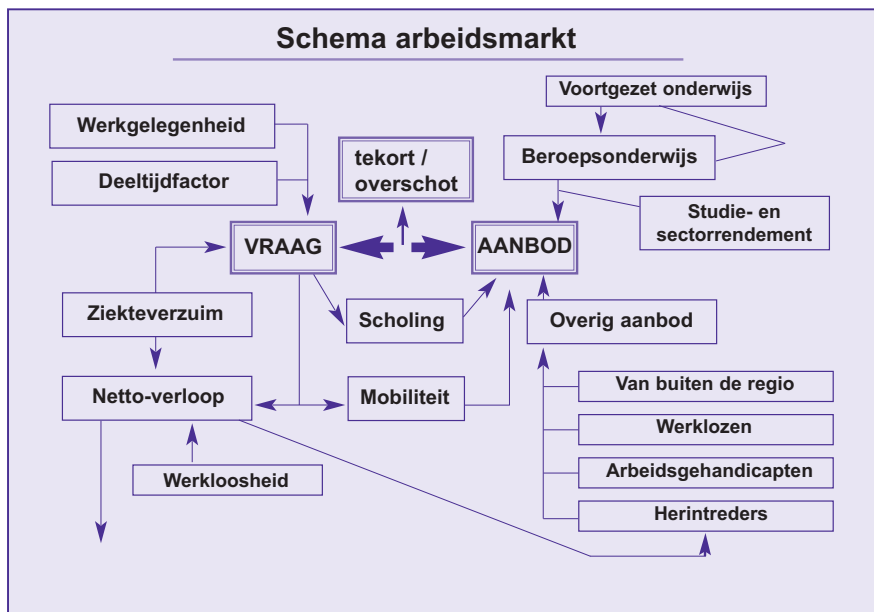 Schema arbeidsmarkt
Voortgezet onderwijs
Werkgelegenheid
tekort /
overschot
Beroepsonderwijs
Deeltijdfactor
Studie- en
sectorrendement
VRAAG
AANBOD
Ziekteverzuim
Scholing
Overig aanbod
Netto-verloop
Mobiliteit
Van buiten de regio
Werklozen
Werkloosheid
Arbeidsgehandicapten
Herintreders